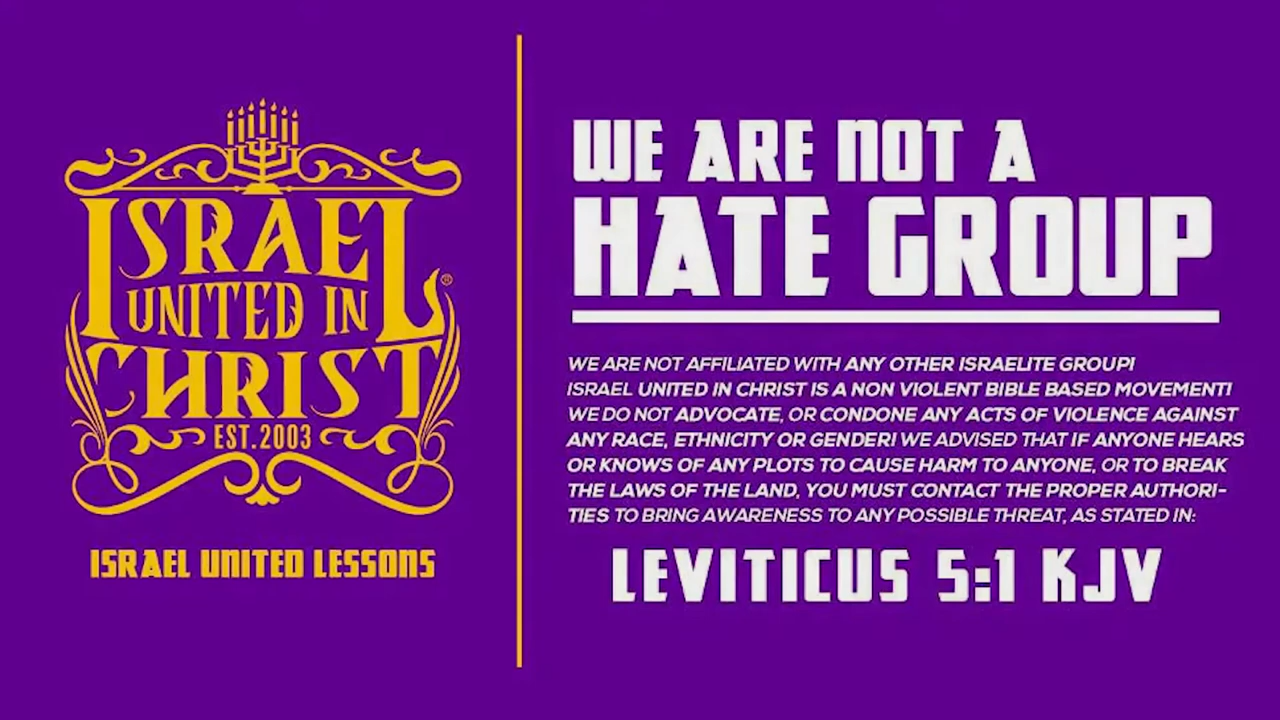 ISRAEL
UNITED IN
CHRIST
®
EST. 2003
ISRAEL UNITED LESSONS
WE ARE NOT A
HATE GROUP
WE ARE NOT AFFILIATED WITH ANY OTHER ISRAELITE GROUP!
ISRAEL UNITED IN CHRIST IS A NON VIOLENT BIBLE BASED MOVEMENT!
WE DO NOT ADVOCATE, OR CONDONE ANY ACTS OF VIOLENCE AGAINST
ANY RACE, ETHNICITY OR GENDER! WE ADVISED THAT IF ANYONE HEARS
OR KNOWS OF ANY PLOTS TO CAUSE HARM TO ANYONE, OR TO BREAK
THE LAWS OF THE LAND, YOU MUST CONTACT THE PROPER AUTHORI-
TIES TO BRING AWARENESS TO ANY POSSIBLE THREAT, AS STATED IN:
LEVITICUS 5:1 KJV